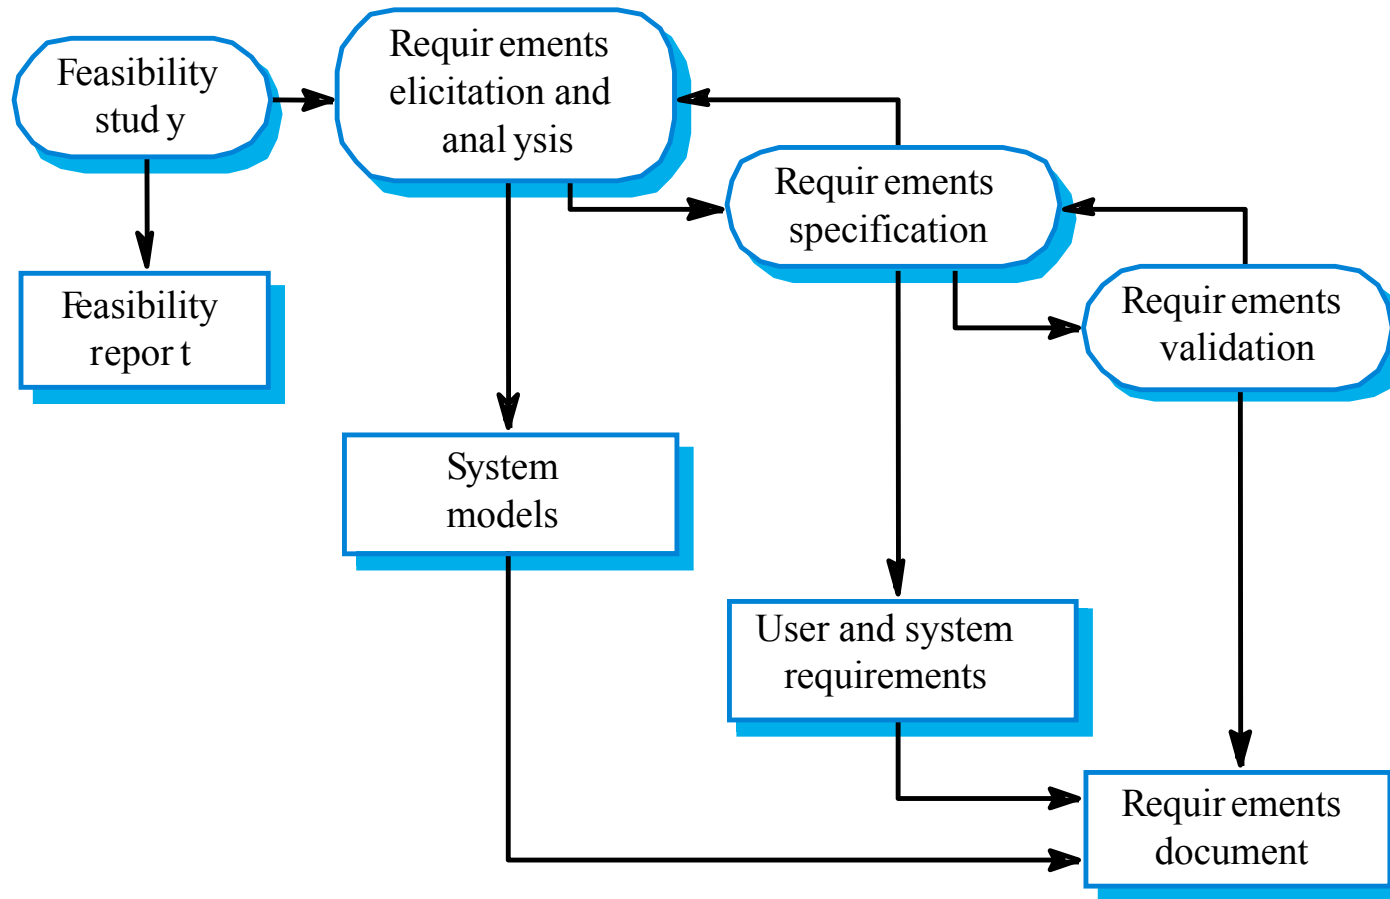 Feasibility
stud y
Requir ements
elicitation and
anal ysis
Requir ements
specification
Requir ements
validation
Feasibility
repor t
System
models
User and system
requirements
Requir ements
document